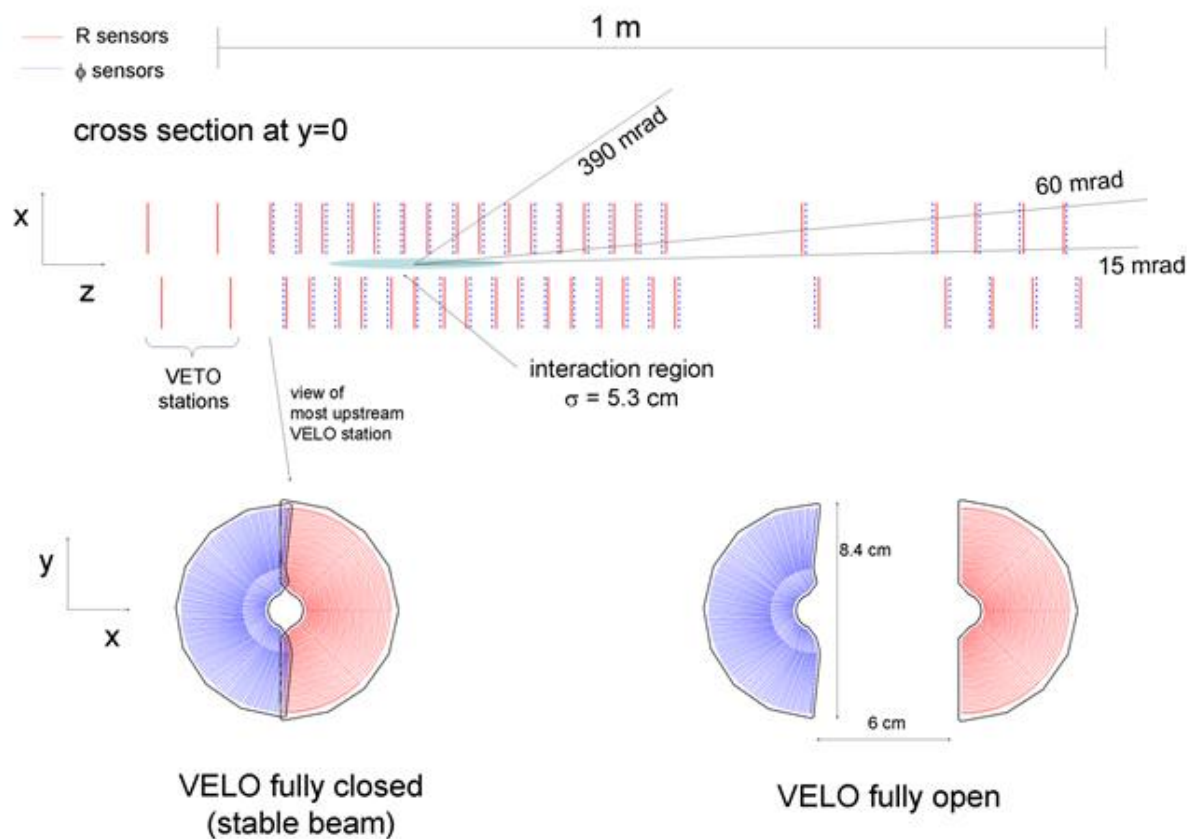 R sensors
ϕ sensors
1 m
cross section at y=0
390 mrad
60 mrad
15 mrad
x
z
VETO
stations
view of
most upstream
VELO station
interaction region
σ = 5.3 cm
y
x
8.4 cm
6 cm
VELO fully closed
(stable beam)
VELO fully open